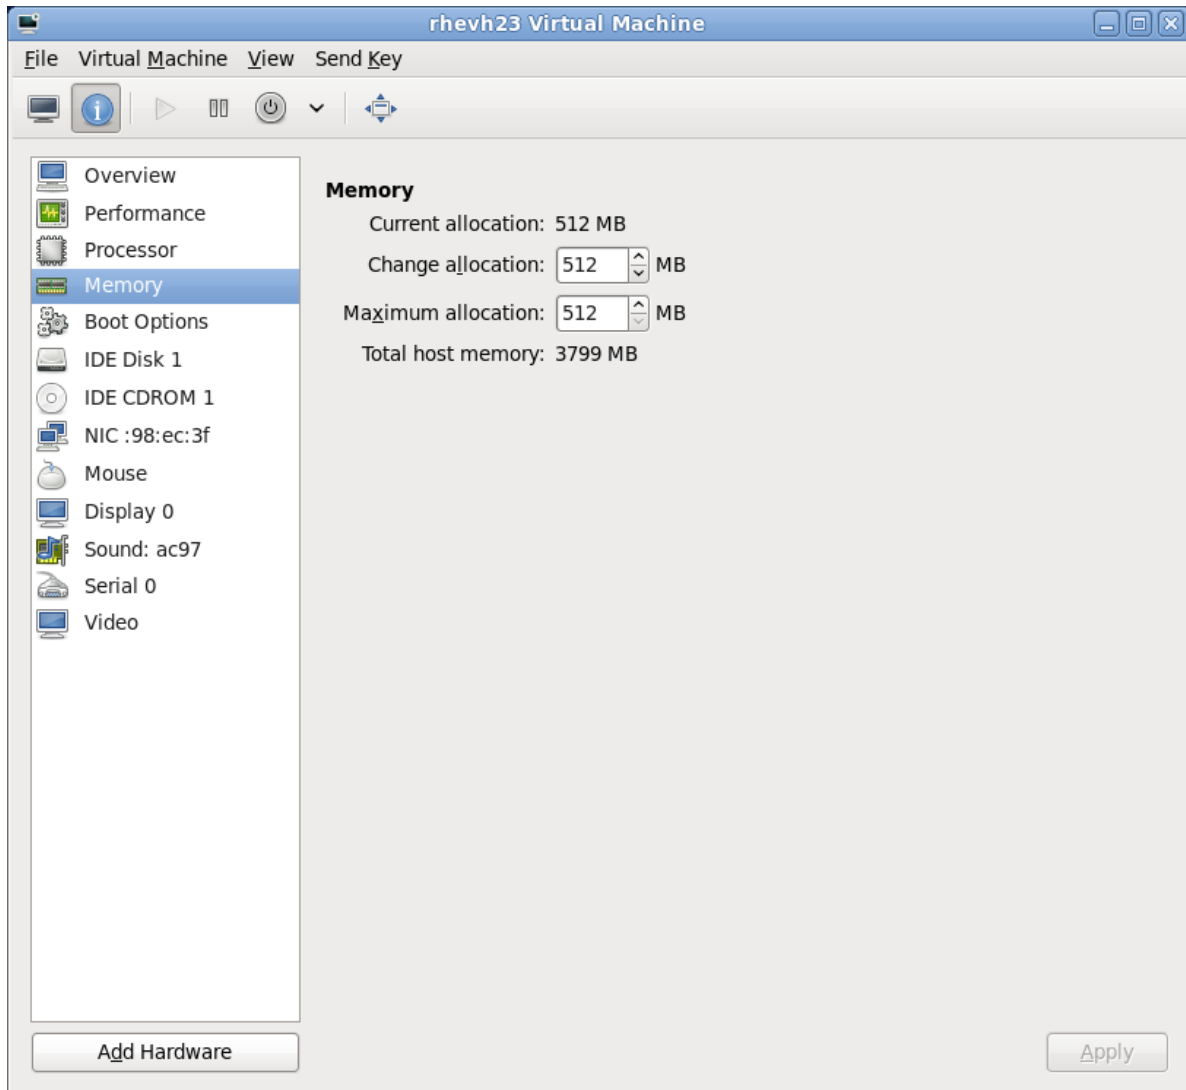 rhevh23 Virtual Machine
File Virtual Machine View Send Key
Overview
Performance
Processor
Memory
Boot Options
IDE Disk 1
IDE CDROM 1
NIC :98:ec:3f
Mouse
Display 0
Sound: ac97
Serial 0
Video
Add Hardware
Memory
Current allocation: 512 MB
Change allocation: 512 MB
Maximum allocation: 512 MB
Total host memory: 3799 MB
Apply